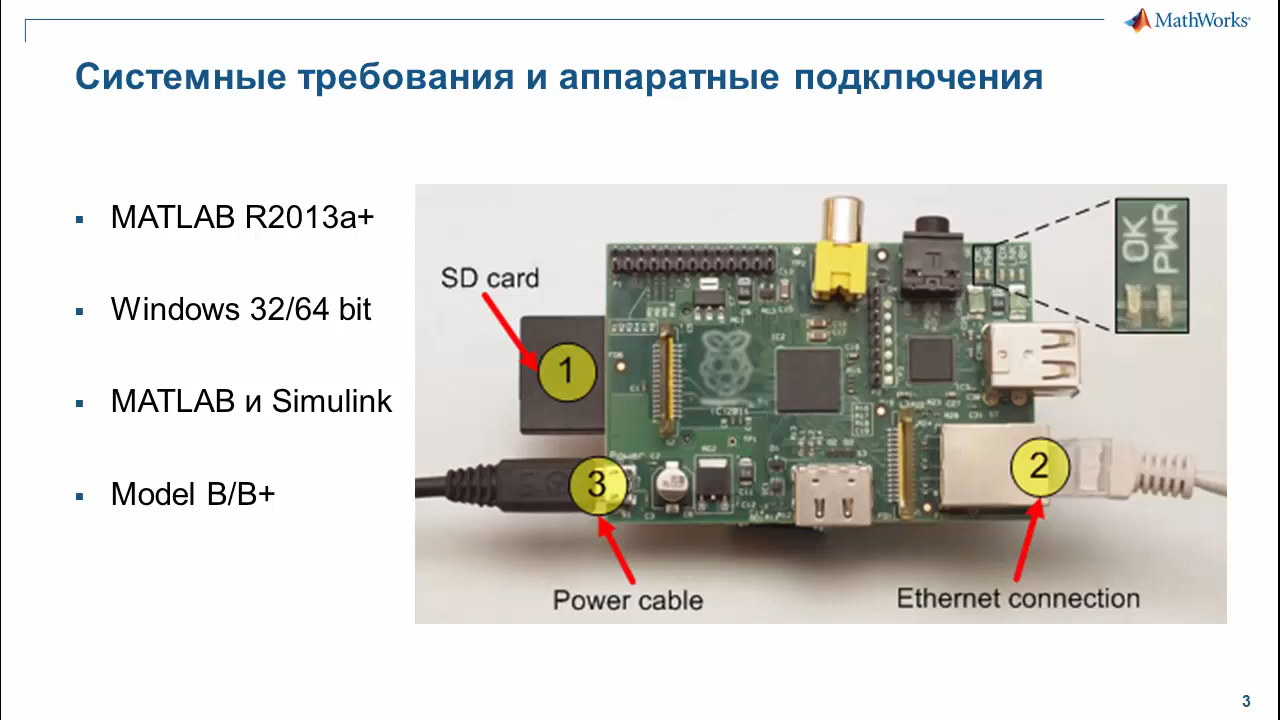 MathWorks
Системные требования и аппаратные подключения
MATLAB R2013a+
Windows 32/64 bit
MATLAB и Simulink
Model B/B+
SD card
1
2
3
Power cable
Ethernet connection
OK
PWR
3